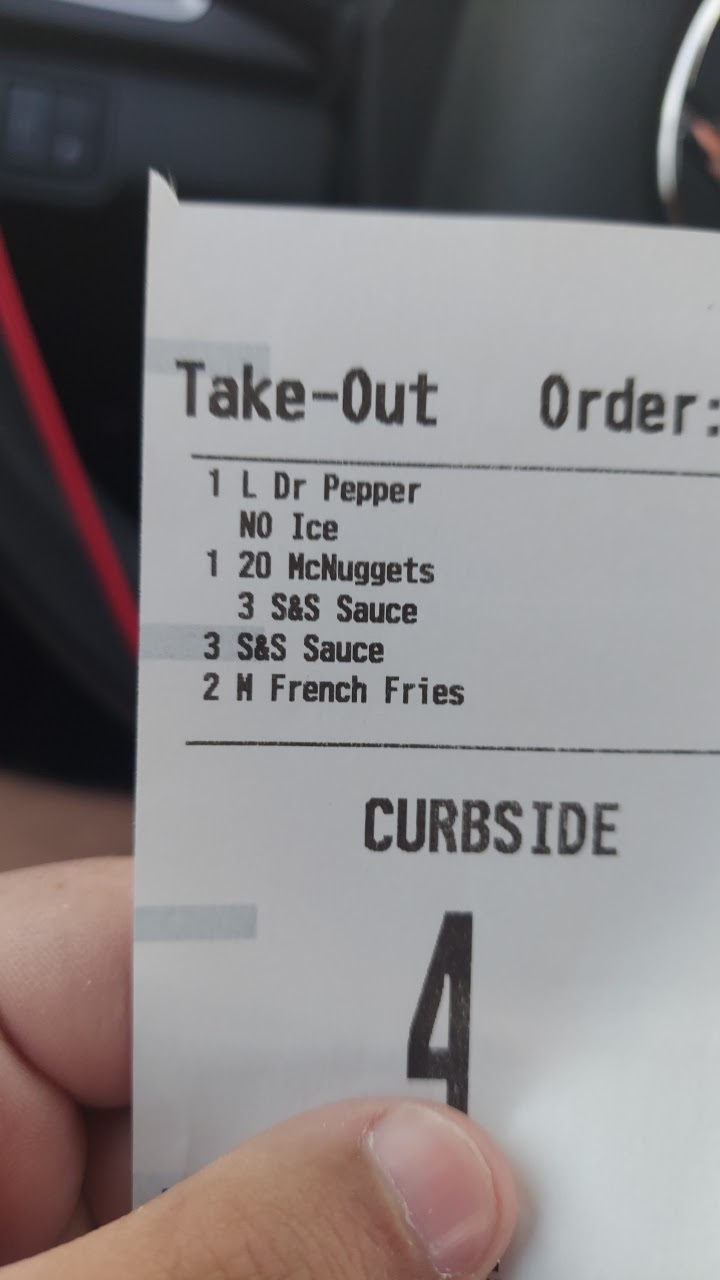 Take-Out Order:
1 L Dr Pepper
NO Ice
1 20 McNuggets
3 S&S Sauce
3 S&S Sauce
2 M French Fries
CURBSIDE
4